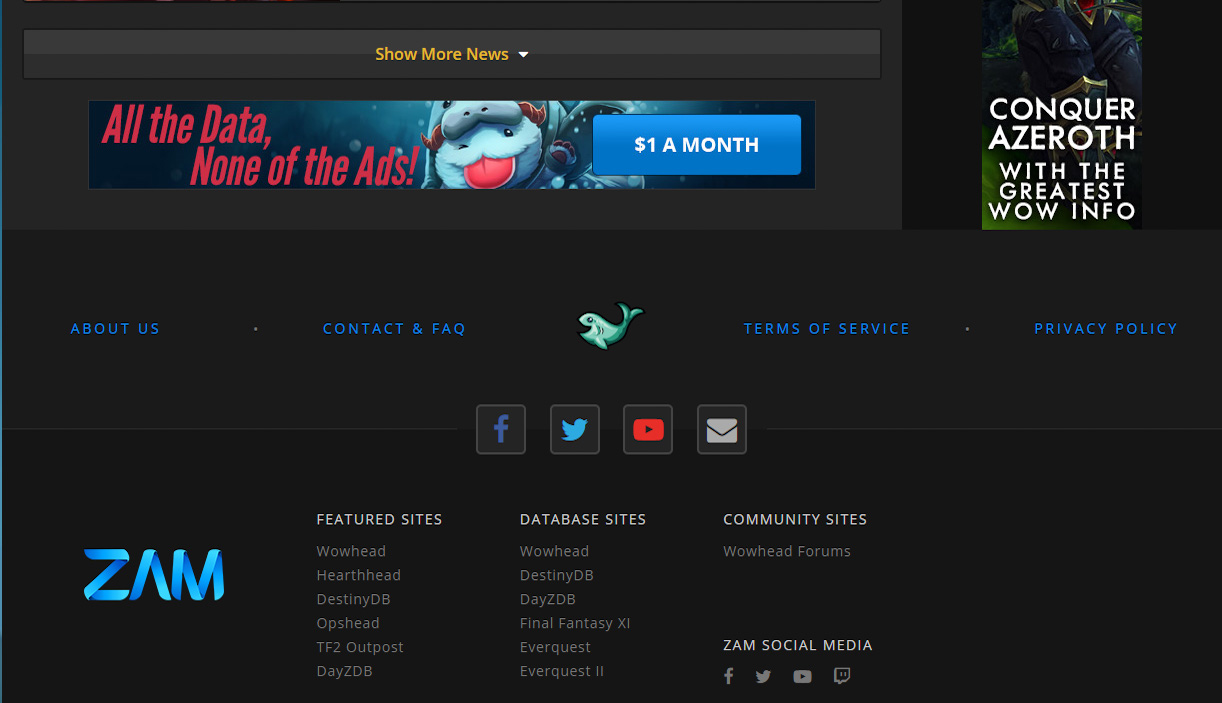 Show More News
All the Data,
None of the Ads!
$1 A MONTH
CONQUER
AZEROTH
WITH THE
GREATEST
WOW INFO
ABOUT US
CONTACT & FAQ
TERMS OF SERVICE
PRIVACY POLICY
ZAM
FEATURED SITES
Wowhead
Hearthhead
DestinyDB
Opshead
TF2 Outpost
DayZDB
DATABASE SITES
Wowhead
DestinyDB
DayZDB
Final Fantasy XI
Everquest
Everquest II
COMMUNITY SITES
Wowhead Forums
ZAM SOCIAL MEDIA